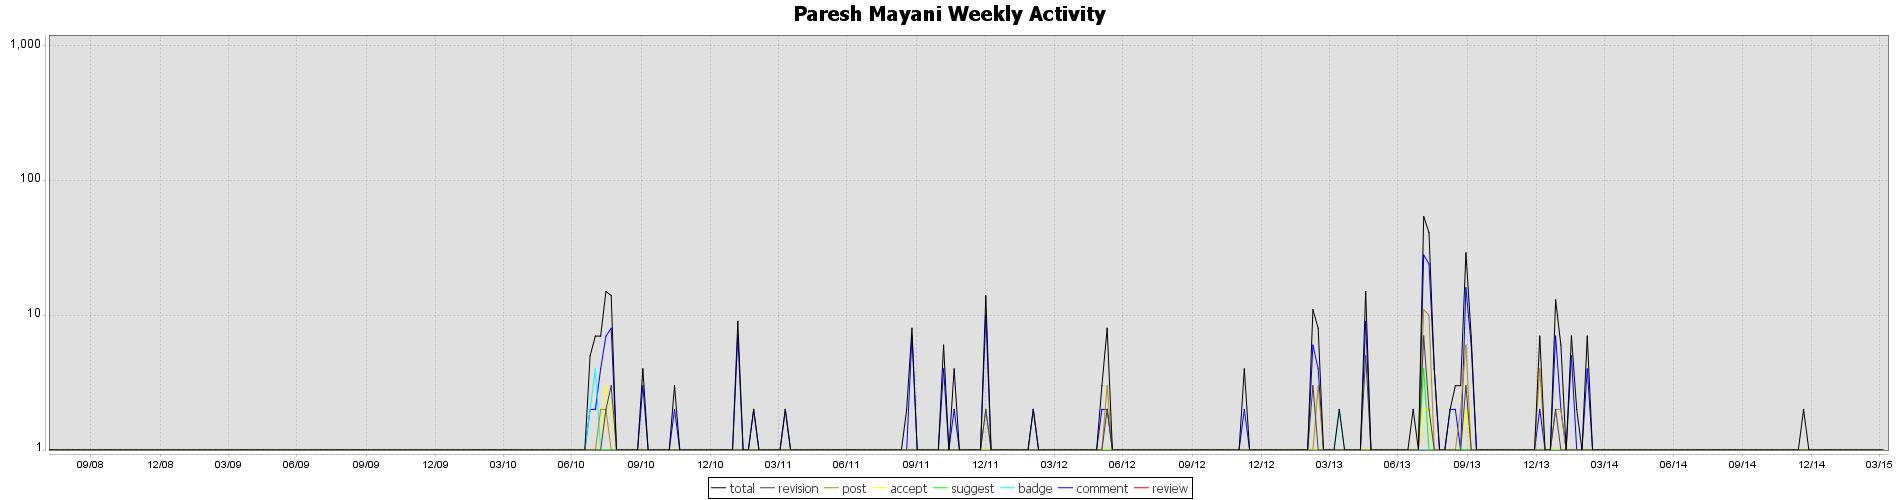 Paresh Mayani Weekly Activity
1,000
100
10
1
09/08 12/08 03/09 06/09 09/09 12/09 03/10 06/10 09/10 12/10 03/11 06/11 09/11 12/11 03/12 06/12 09/12 12/12 03/13 06/13 09/13 12/13 03/14 06/14 09/14 12/14 03/15
total revision post accept suggest badge comment review